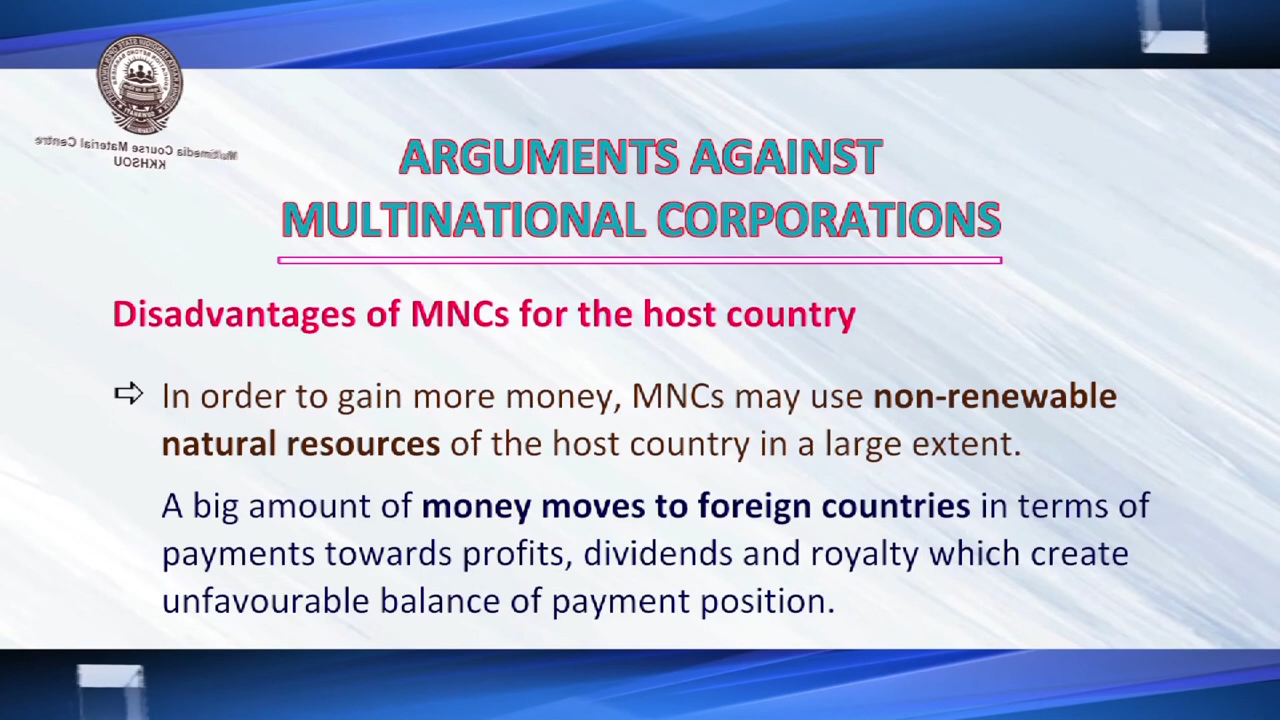 Multimedia Course Material Centre
KKHSOU
ARGUMENTS AGAINST
MULTINATIONAL CORPORATIONS
Disadvantages of MNCs for the host country
⇨ In order to gain more money, MNCs may use non-renewable
natural resources of the host country in a large extent.
A big amount of money moves to foreign countries in terms of
payments towards profits, dividends and royalty which create
unfavourable balance of payment position.